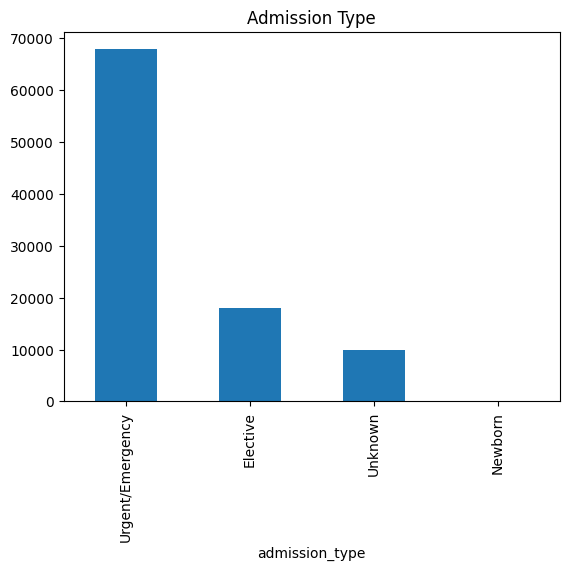 Admission Type
70000
60000
50000
40000
30000
20000
10000
0
Urgent/Emergency
Elective
Unknown
Newborn
admission_type